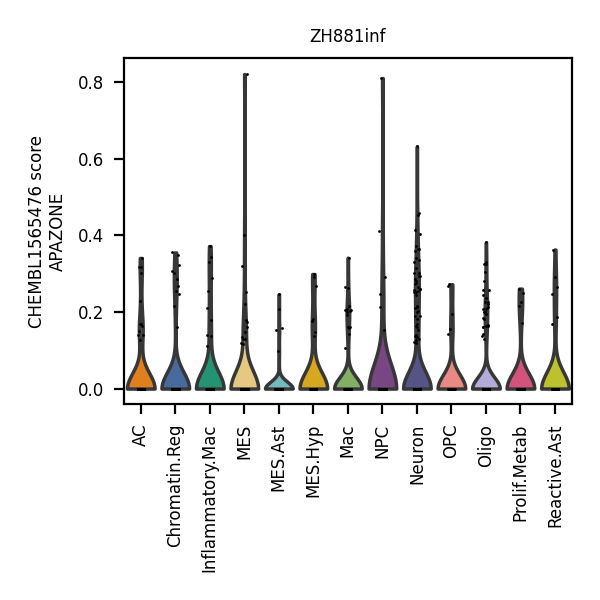 ZH881inf
CHEMBL1565476 score
APAZONE
0.8
0.6
0.4
0.2
0.0
AC
Chromatin.Reg
Inflammatory.Mac
MES
MES.Ast
MES.Hyp
Mac
NPC
Neuron
OPC
Oligo
Prolif.Metab
Reactive.Ast